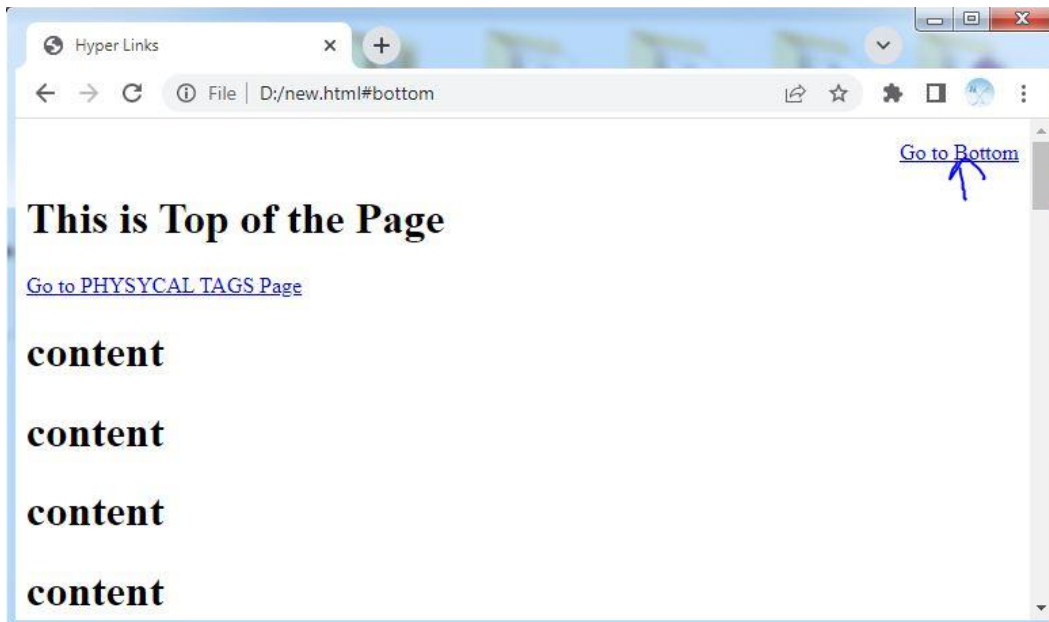 Hyper Links
File | D:/new.html#bottom
Go to Bottom
This is Top of the Page
Go to PHYSYCAL TAGS Page
content
content
content
content